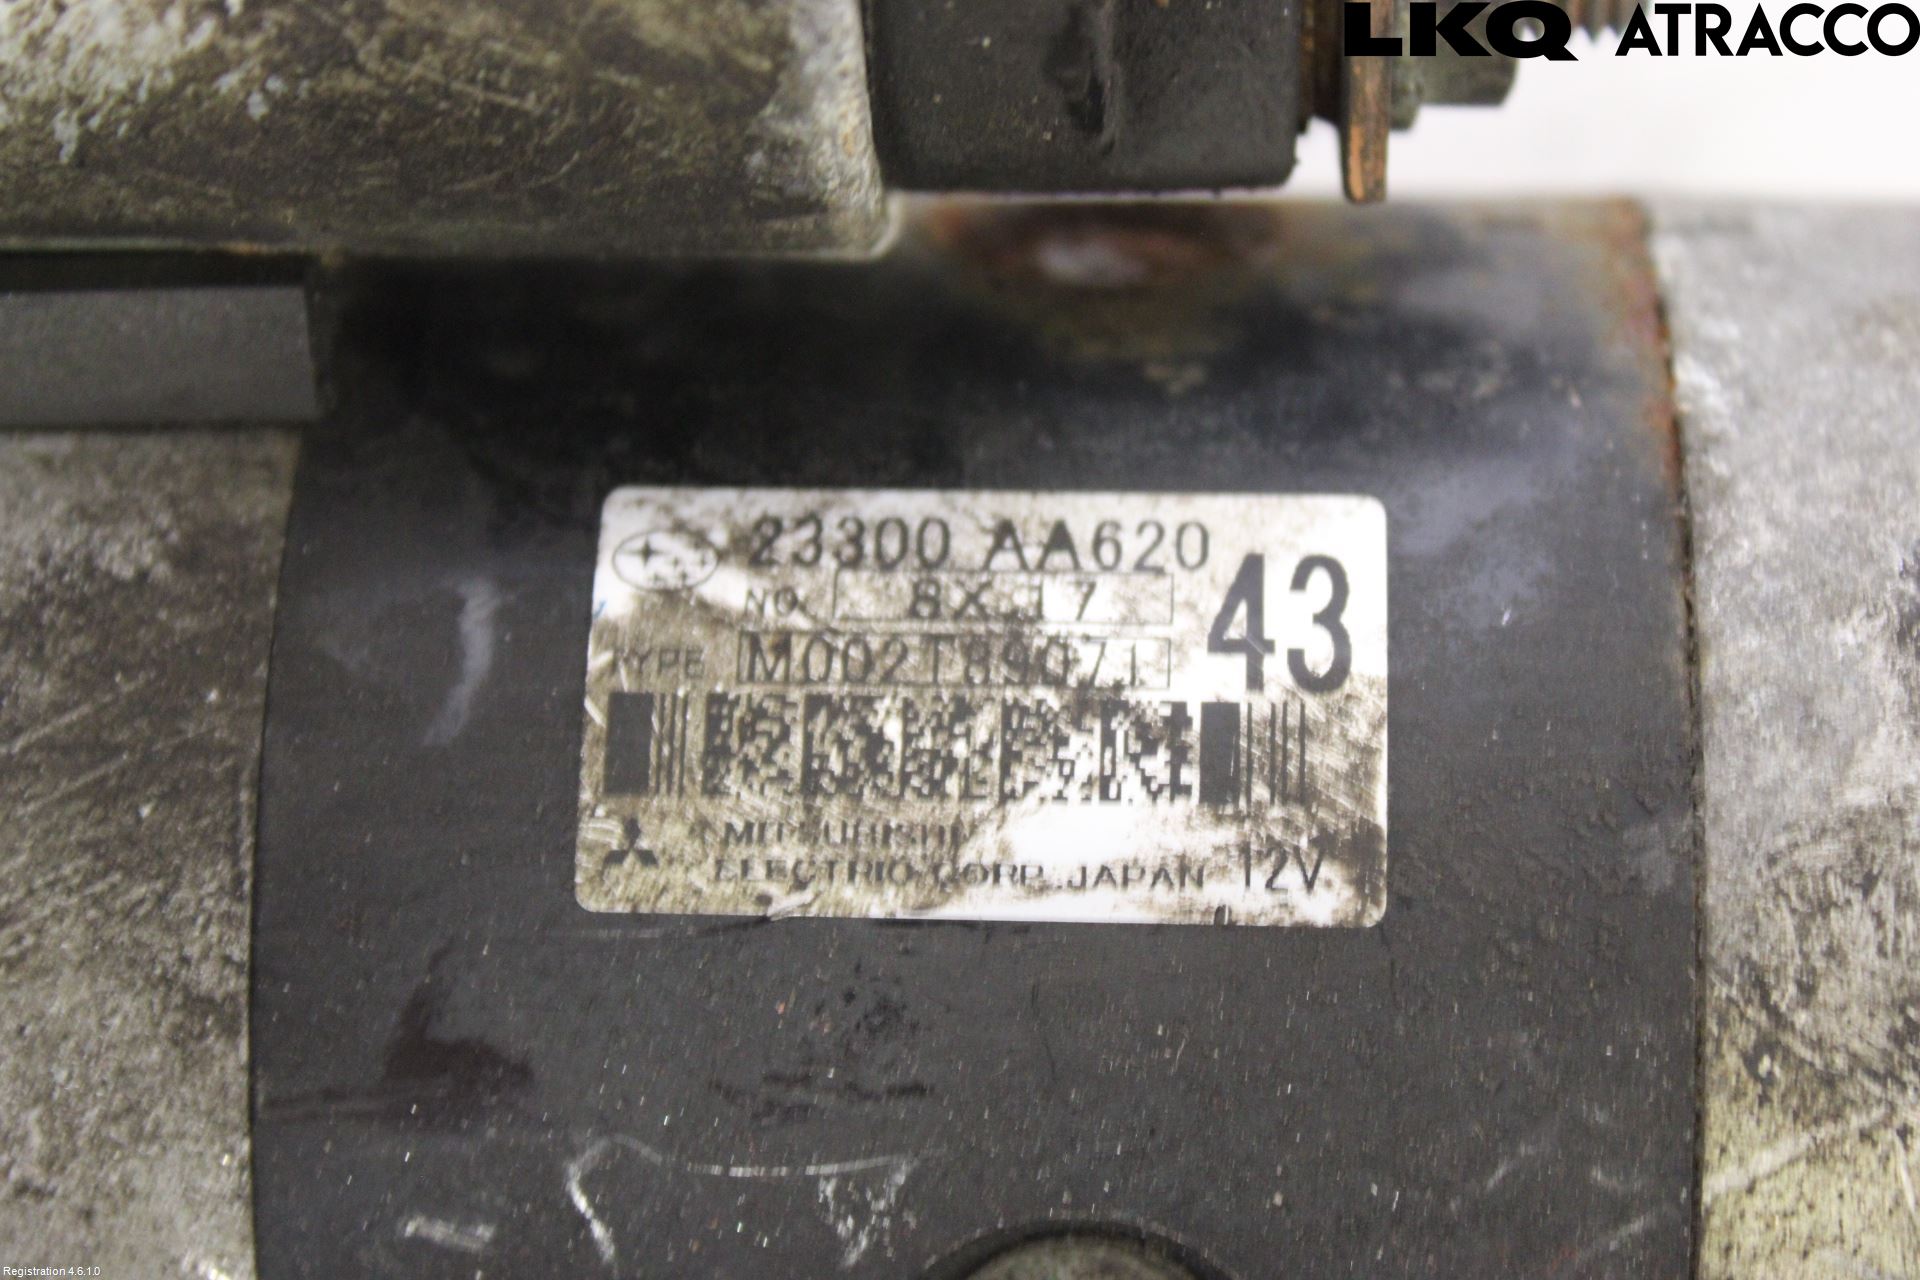 LKQ ATRACCO
23300 AA620
43
NO. 8X 17
TYPE M002T89071
MITSUBISHI
ELECTRIC CORP. JAPAN 12V
Registration 4.6.1.0